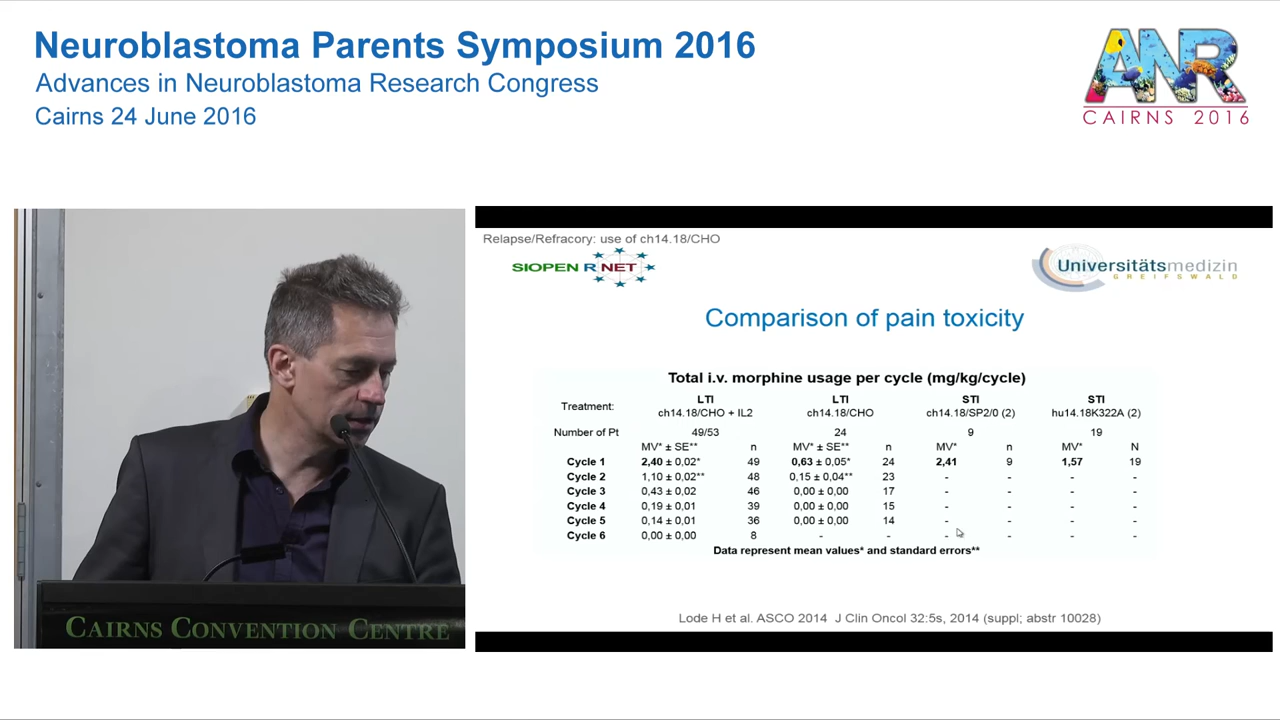 Neuroblastoma Parents Symposium 2016
Advances in Neuroblastoma Research Congress
Cairns 24 June 2016
ANR
CAIRNS 2016
Relapse/Refracory: use of ch14.18/CHO
SIOPEN R NET
Universitätsmedizin
GREIFSWALD
Comparison of pain toxicity
Total i.v. morphine usage per cycle (mg/kg/cycle)
Treatment: LTI ch14.18/CHO + IL2 LTI ch14.18/CHO STI ch14.18/SP2/0 (2) STI hu14.18K322A (2)
Number of Pt 49/53 24 9 19
MV* ± SE** n MV* ± SE** n MV* n MV* N
Cycle 1 2,40 ± 0,02* 49 0,63 ± 0,05* 24 2,41 9 1,57 19
Cycle 2 1,10 ± 0,02** 48 0,15 ± 0,04** 23 - - - -
Cycle 3 0,43 ± 0,02 46 0,00 ± 0,00 17 - - - -
Cycle 4 0,19 ± 0,01 39 0,00 ± 0,00 15 - - - -
Cycle 5 0,14 ± 0,01 36 0,00 ± 0,00 14 - - - -
Cycle 6 0,00 ± 0,00 8 - - - - - -
Data represent mean values* and standard errors**
Lode H et al. ASCO 2014 J Clin Oncol 32:5s, 2014 (suppl; abstr 10028)
CAIRNS CONVENTION CENTRE